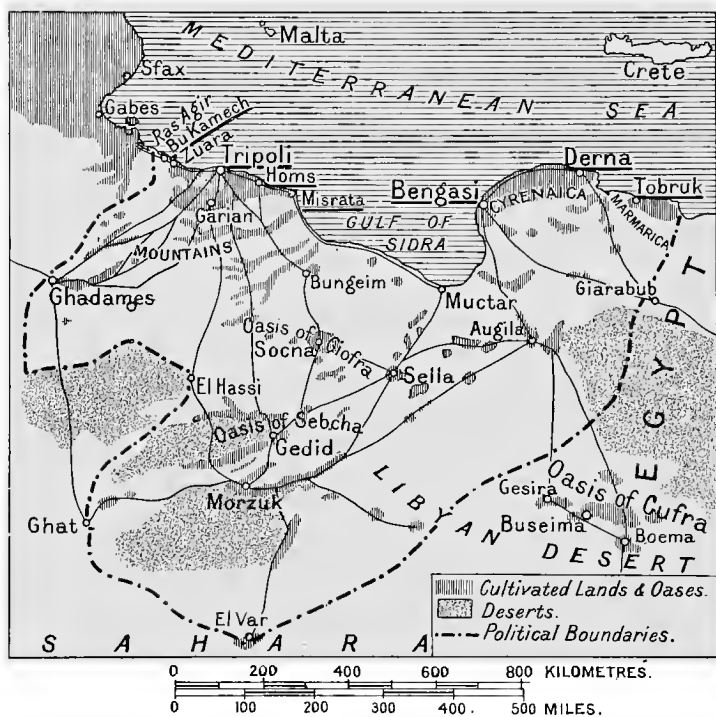 Malta
MEDITERRANEAN SEA
Crete
Sfax
Gabes
Ras Agir
Bu Kamech
Zuara
Tripoli
Homs
Misrata
Derna
Bengasi
CYRENAICA
Tobruk
MARMARICA
GULF OF
SIDRA
Garian
MOUNTAINS
Ghadames
Bungeim
Muctar
Giarabub
Augila
EGYPT
Oasis of Giofra
Socna
Sella
El Hassi
Oasis of Sebcha
Gedid
Morzuk
Ghat
LIBYAN DESERT
Gesira
Oasis of Cufra
Buseima
Boema
El Var
SAHARA
Cultivated Lands & Oases.
Deserts.
Political Boundaries.
0 200 400 600 800 KILOMETRES.
0 100 200 300 400 500 MILES.